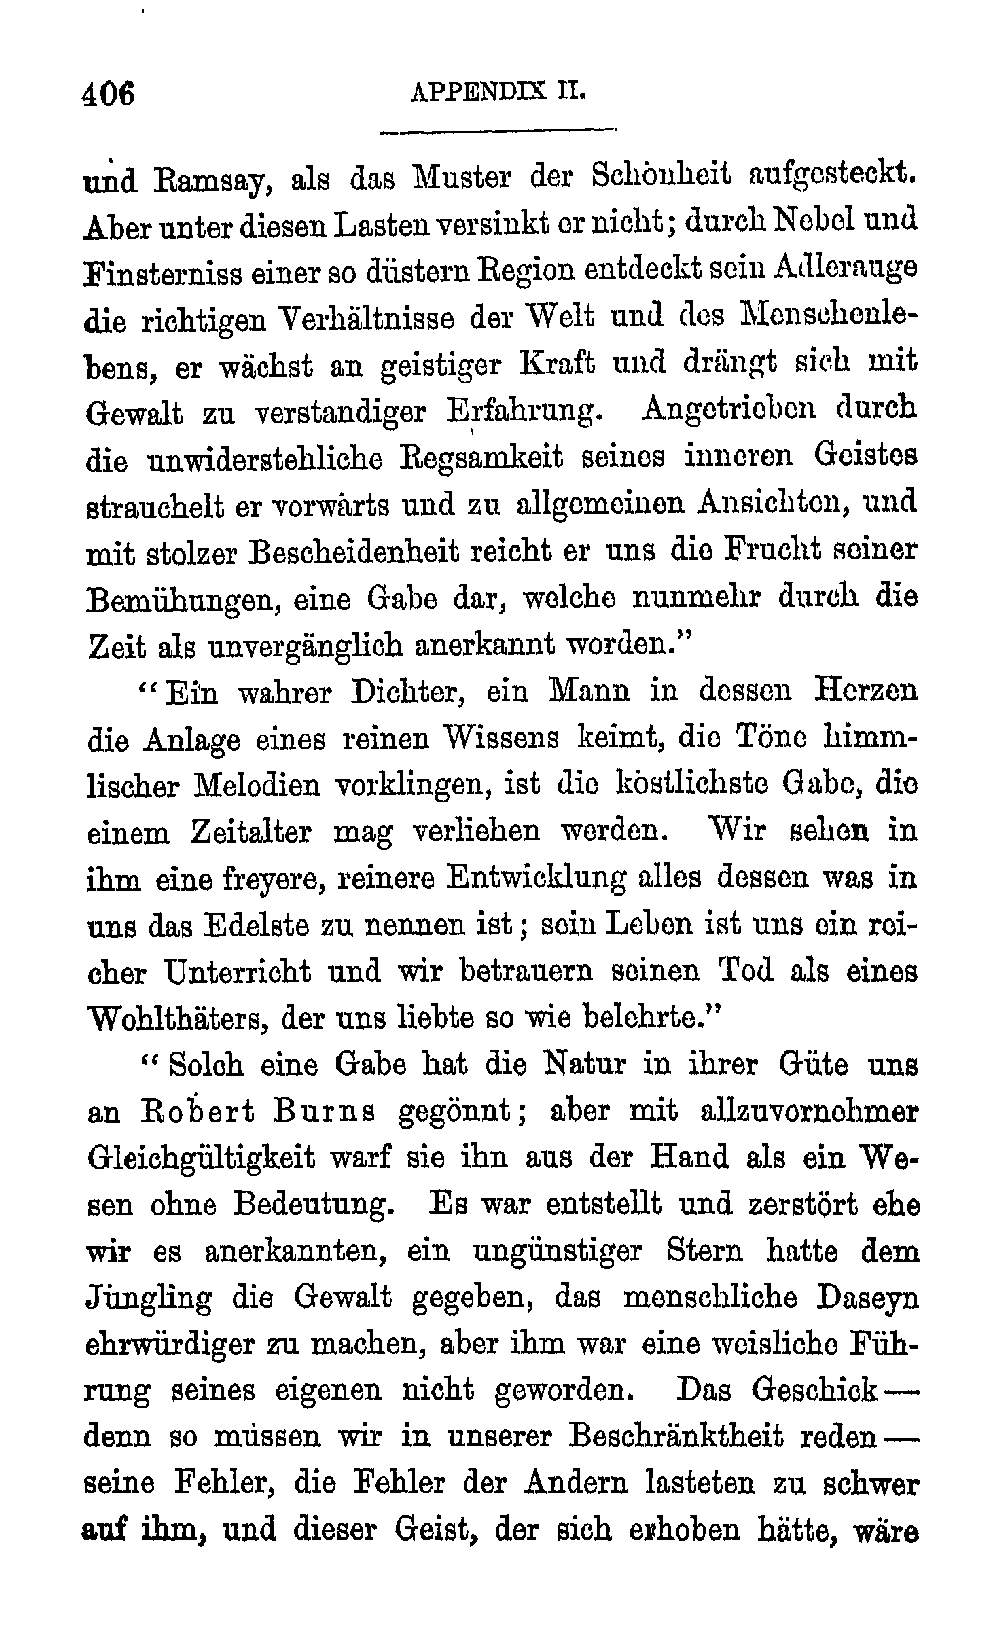 406 APPENDIX II.
und Ramsay, als das Muster der Schönheit aufgesteckt.
Aber unter diesen Lasten versinkt er nicht; durch Nebel und
Finsterniss einer so düstern Region entdeckt sein Adlerauge
die richtigen Verhältnisse der Welt und des Menschenle-
bens, er wächst an geistiger Kraft und drängt sich mit
Gewalt zu verstandiger Erfahrung. Angetrieben durch
die unwiderstehliche Regsamkeit seines inneren Geistes
strauchelt er vorwärts und zu allgemeinen Ansichten, und
mit stolzer Bescheidenheit reicht er uns die Frucht seiner
Bemühungen, eine Gabe dar, welche nunmehr durch die
Zeit als unvergänglich anerkannt worden."
"Ein wahrer Dichter, ein Mann in dessen Herzen
die Anlage eines reinen Wissens keimt, die Töne himm-
lischer Melodien vorklingen, ist die köstlichste Gabe, die
einem Zeitalter mag verliehen werden. Wir sehen in
ihm eine freyere, reinere Entwicklung alles dessen was in
uns das Edelste zu nennen ist; sein Leben ist uns ein rei-
cher Unterricht und wir betrauern seinen Tod als eines
Wohlthäters, der uns liebte so wie belehrte."
"Solch eine Gabe hat die Natur in ihrer Güte uns
an Robert Burns gegönnt; aber mit allzuvornehmer
Gleichgültigkeit warf sie ihn aus der Hand als ein We-
sen ohne Bedeutung. Es war entstellt und zerstört ehe
wir es anerkannten, ein ungünstiger Stern hatte dem
Jüngling die Gewalt gegeben, das menschliche Daseyn
ehrwürdiger zu machen, aber ihm war eine weisliche Füh-
rung seines eigenen nicht geworden. Das Geschick—
denn so müssen wir in unserer Beschränktheit reden—
seine Fehler, die Fehler der Andern lasteten zu schwer
auf ihm, und dieser Geist, der sich erhoben hätte, wäre